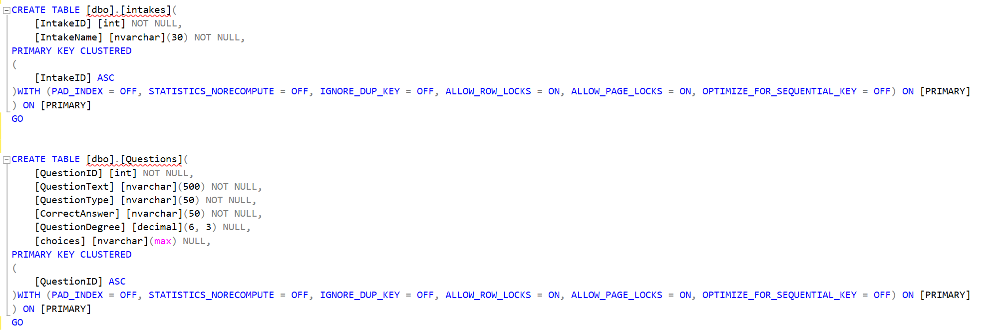 CREATE TABLE [dbo].[intakes](
[IntakeID] [int] NOT NULL,
[IntakeName] [nvarchar](30) NOT NULL,
PRIMARY KEY CLUSTERED
(
[IntakeID] ASC
)WITH (PAD_INDEX = OFF, STATISTICS_NORECOMPUTE = OFF, IGNORE_DUP_KEY = OFF, ALLOW_ROW_LOCKS = ON, ALLOW_PAGE_LOCKS = ON, OPTIMIZE_FOR_SEQUENTIAL_KEY = OFF) ON [PRIMARY]
) ON [PRIMARY]
GO
CREATE TABLE [dbo].[Questions](
[QuestionID] [int] NOT NULL,
[QuestionText] [nvarchar](500) NOT NULL,
[QuestionType] [nvarchar](50) NOT NULL,
[CorrectAnswer] [nvarchar](50) NOT NULL,
[QuestionDegree] [decimal](6, 3) NULL,
[choices] [nvarchar](max) NULL,
PRIMARY KEY CLUSTERED
(
[QuestionID] ASC
)WITH (PAD_INDEX = OFF, STATISTICS_NORECOMPUTE = OFF, IGNORE_DUP_KEY = OFF, ALLOW_ROW_LOCKS = ON, ALLOW_PAGE_LOCKS = ON, OPTIMIZE_FOR_SEQUENTIAL_KEY = OFF) ON [PRIMARY]
) ON [PRIMARY]
GO